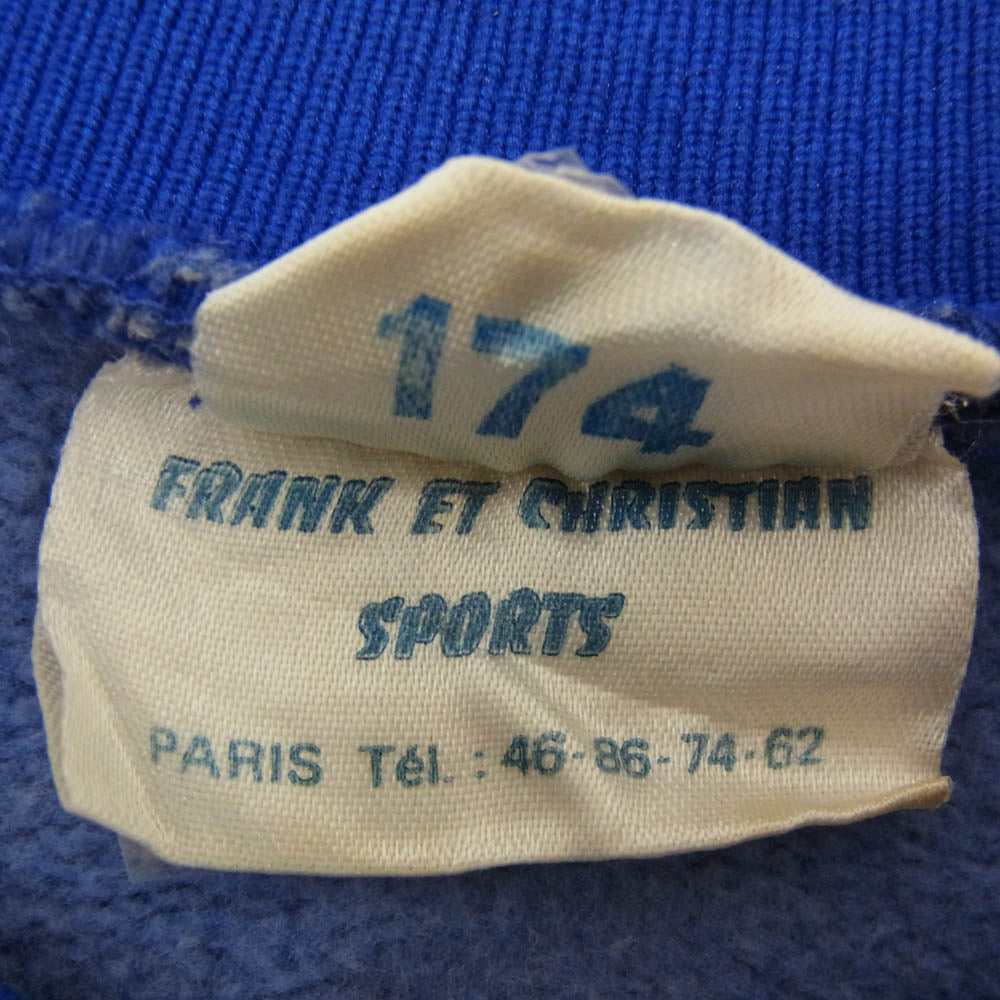 174
FRANK ET CHRISTIAN
SPORTS
PARIS Tél. : 46-86-74-62